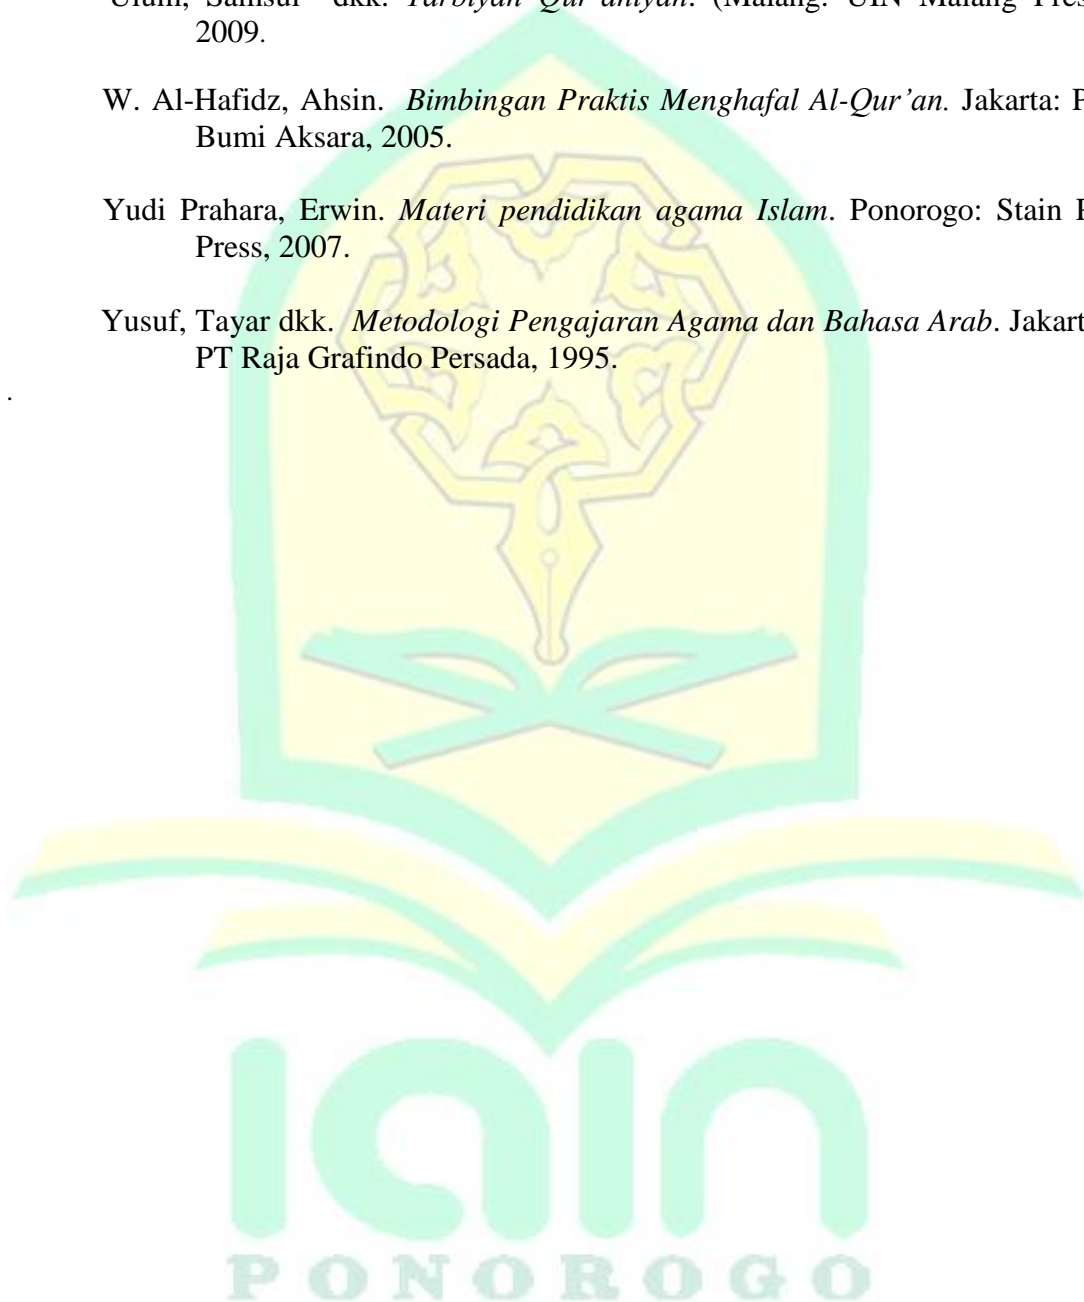 Ulum, Samsul dkk. Tarbiyah Qur'aniyah. (Malang: UIN Malang
2009.
W. Al-Hafidz, Ahsin. Bimbingan Praktis Menghafal Al-Qur’an. Jakarta:
Bumi Aksara, 2005.
Yudi Prahara, Erwin. Materi pendidikan agama Islam. Ponorogo: Stain
Press, 2007.
Yusuf, Tayar dkk. Metodologi Pengajaran Agama dan Bahasa Arab.
PT Raja Grafindo Persada, 1995.
.
iain
PONOROGO